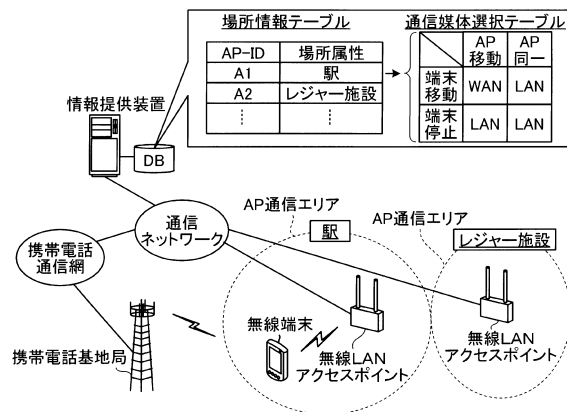 場所情報テーブル
AP-ID 場所属性
A1 駅
A2 レジャー施設
⋮ ⋮
通信媒体選択テーブル
AP移動 AP同一
端末移動 WAN LAN
端末停止 LAN LAN
情報提供装置
DB
通信
ネットワーク
携帯電話
通信網
携帯電話基地局
AP通信エリア
駅
無線端末
無線LAN
アクセスポイント
AP通信エリア
レジャー施設
無線LAN
アクセスポイント